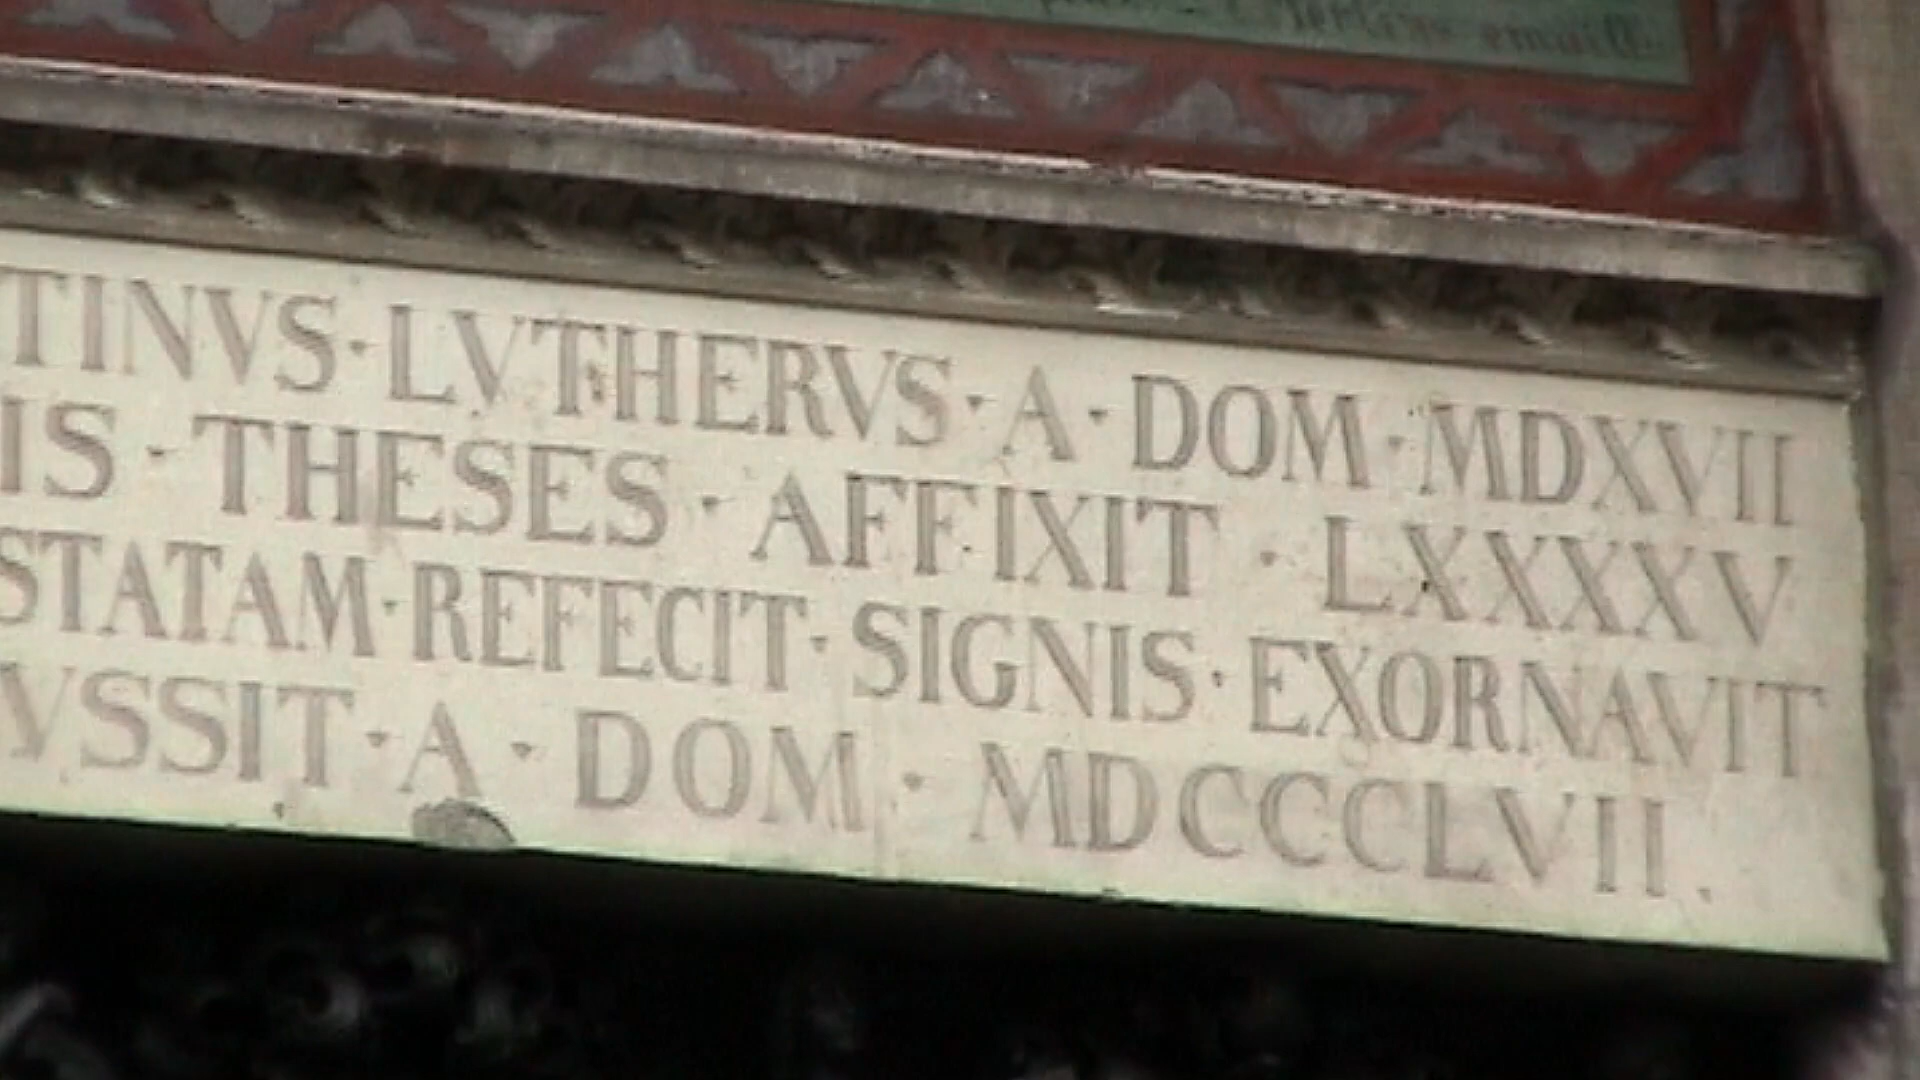 TINVS · LVTHERVS · A · DOM · MDXVII
IS · THESES · AFFIXIT · LXXXXV
STATAM · REFECIT · SIGNIS · EXORNAVIT
VSSIT · A · DOM · MDCCCLVII .